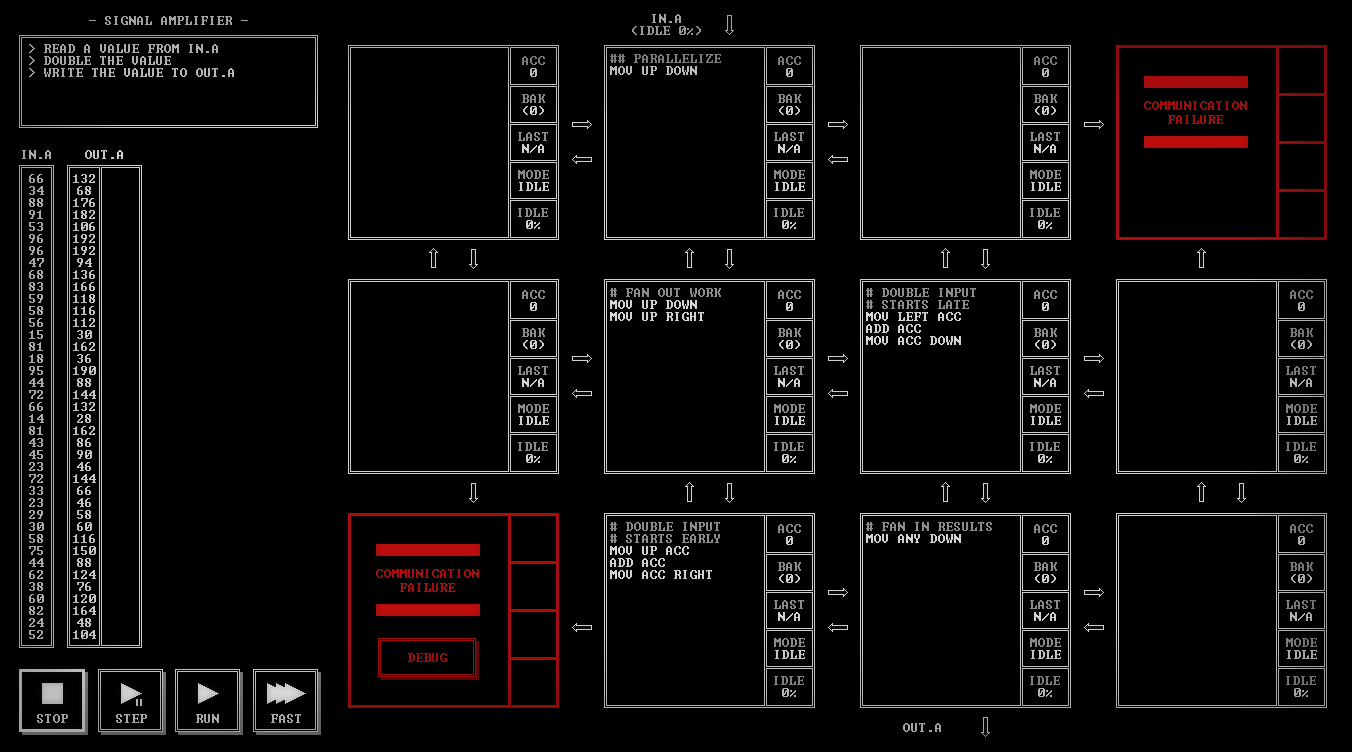 - SIGNAL AMPLIFIER -
> READ A VALUE FROM IN.A
> DOUBLE THE VALUE
> WRITE THE VALUE TO OUT.A
IN.A OUT.A
66 132
34 68
88 176
91 182
53 106
96 192
96 192
47 94
68 136
83 166
59 118
58 116
56 112
15 30
81 162
18 36
95 190
44 88
72 144
66 132
14 28
81 162
43 86
45 90
23 46
72 144
33 66
23 46
29 58
30 60
58 116
75 150
44 88
62 124
38 76
60 120
82 164
24 48
52 104
STOP
STEP
RUN
FAST
IN.A
(IDLE 0%)
ACC
0
BAK
(0)
LAST
N/A
MODE
IDLE
IDLE
0%
## PARALLELIZE
MOV UP DOWN
ACC
0
BAK
(0)
LAST
N/A
MODE
IDLE
IDLE
0%
ACC
0
BAK
(0)
LAST
N/A
MODE
IDLE
IDLE
0%
COMMUNICATION
FAILURE
ACC
0
BAK
(0)
LAST
N/A
MODE
IDLE
IDLE
0%
# FAN OUT WORK
MOV UP DOWN
MOV UP RIGHT
ACC
0
BAK
(0)
LAST
N/A
MODE
IDLE
IDLE
0%
# DOUBLE INPUT
# STARTS LATE
MOV LEFT ACC
ADD ACC
MOV ACC DOWN
ACC
0
BAK
(0)
LAST
N/A
MODE
IDLE
IDLE
0%
ACC
0
BAK
(0)
LAST
N/A
MODE
IDLE
IDLE
0%
COMMUNICATION
FAILURE
DEBUG
# DOUBLE INPUT
# STARTS EARLY
MOV UP ACC
ADD ACC
MOV ACC RIGHT
ACC
0
BAK
(0)
LAST
N/A
MODE
IDLE
IDLE
0%
# FAN IN RESULTS
MOV ANY DOWN
ACC
0
BAK
(0)
LAST
N/A
MODE
IDLE
IDLE
0%
ACC
0
BAK
(0)
LAST
N/A
MODE
IDLE
IDLE
0%
OUT.A